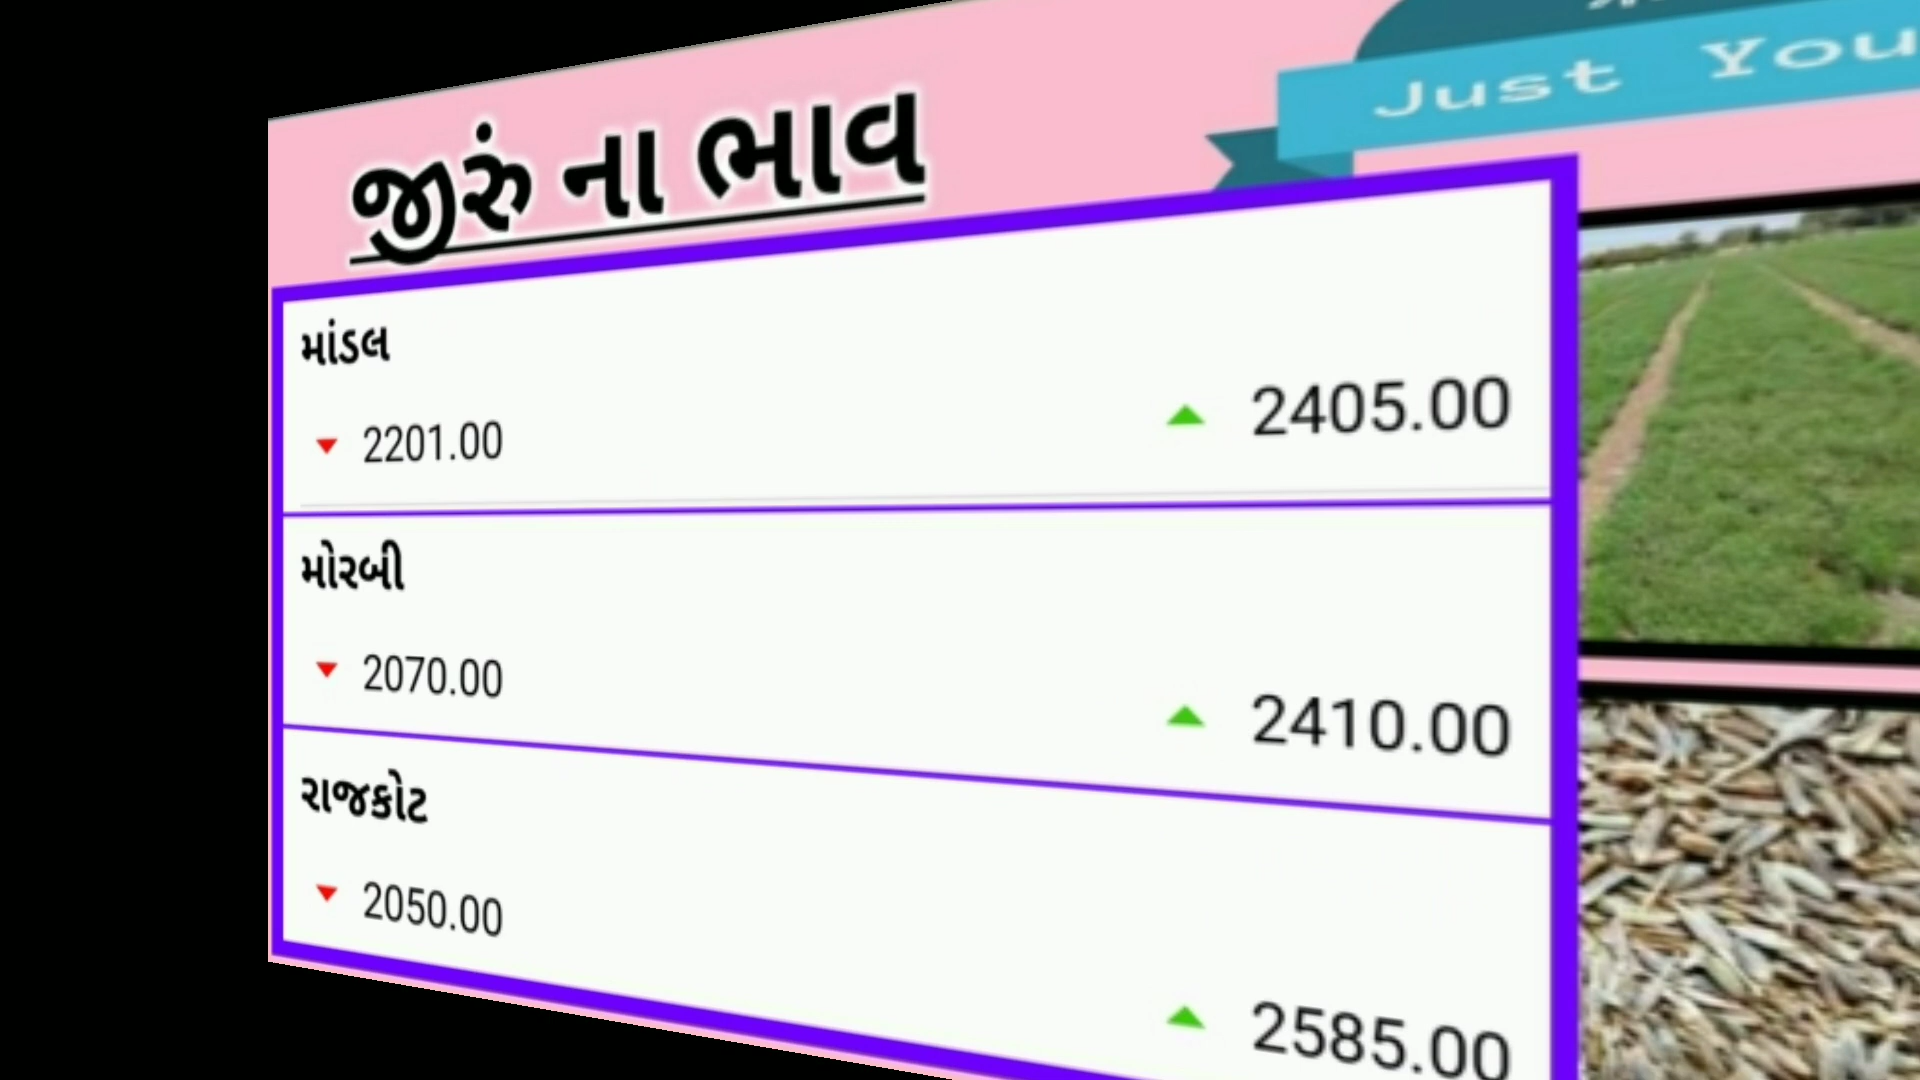 Just You
જીરું ના ભાવ
માંડલ
2201.00
2405.00
મોરબી
2070.00
2410.00
રાજકોટ
2050.00
2585.00